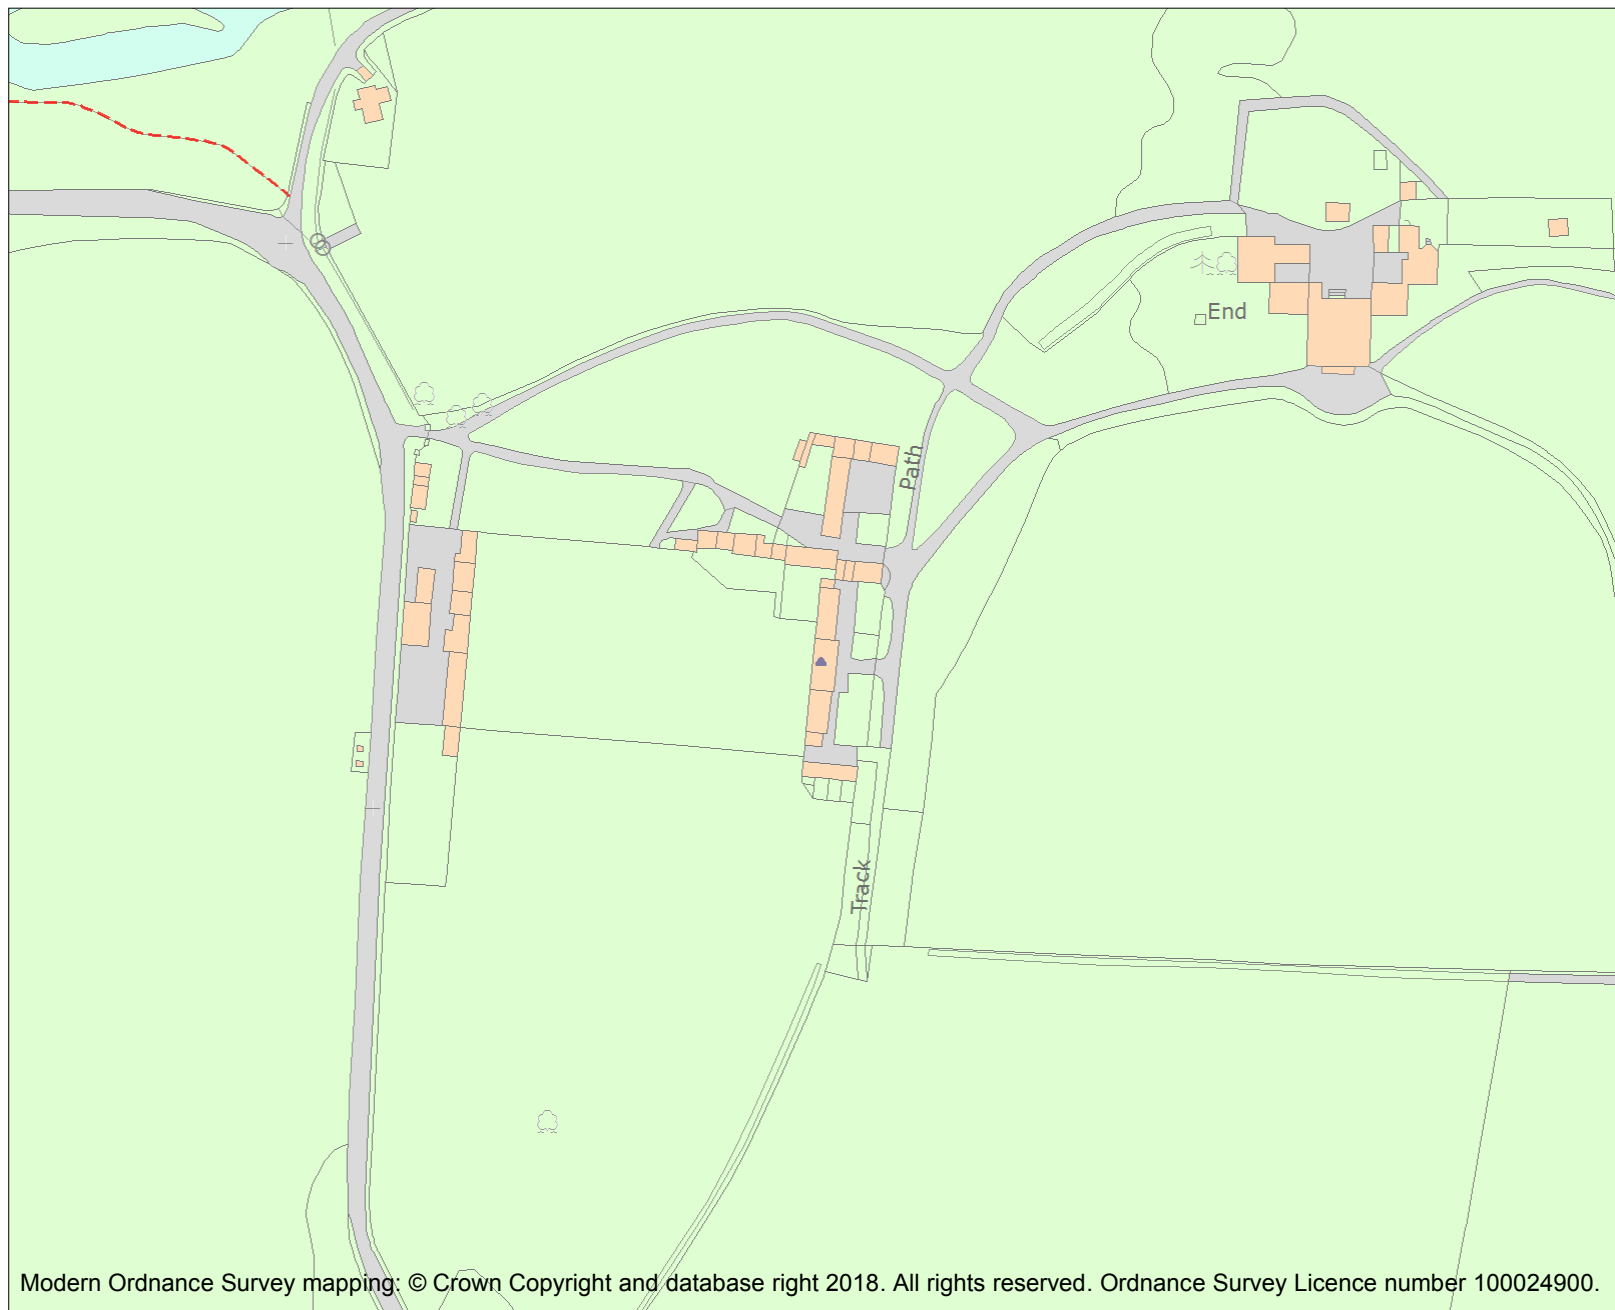 End
Path
Track
Modern Ordnance Survey mapping: © Crown Copyright and database right 2018. All rights reserved. Ordnance Survey Licence number 100024900.